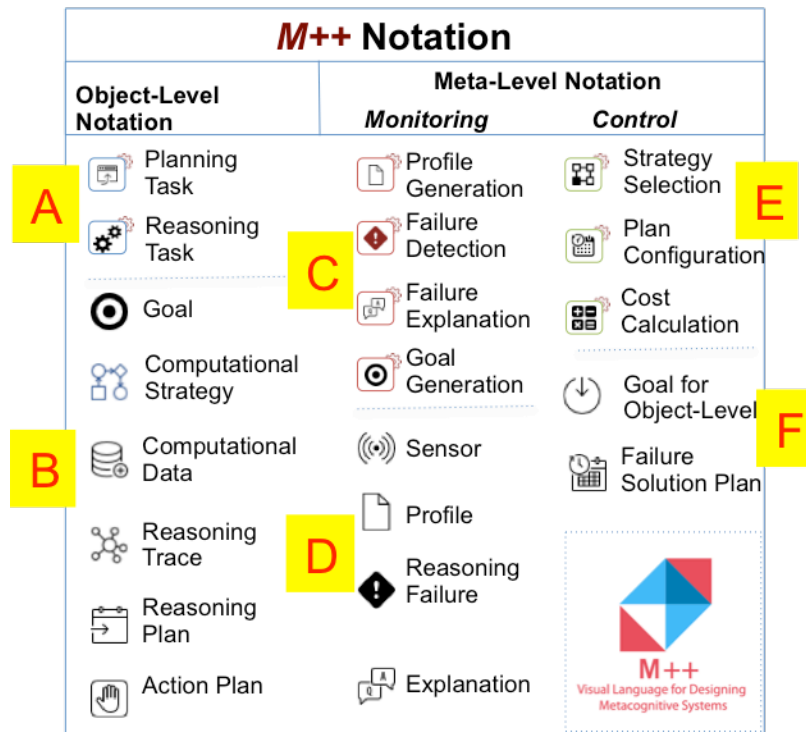 M++ Notation
Object-Level
Notation
Meta-Level Notation
Monitoring
Control
A
Planning
Task
Reasoning
Task
B
Goal
Computational
Strategy
Computational
Data
Reasoning
Trace
Reasoning
Plan
Action Plan
C
Profile
Generation
Failure
Detection
Failure
Explanation
Goal
Generation
D
Sensor
Profile
Reasoning
Failure
Explanation
E
Strategy
Selection
Plan
Configuration
Cost
Calculation
F
Goal for
Object-Level
Failure
Solution Plan
M++
Visual Language for Designing
Metacognitive Systems